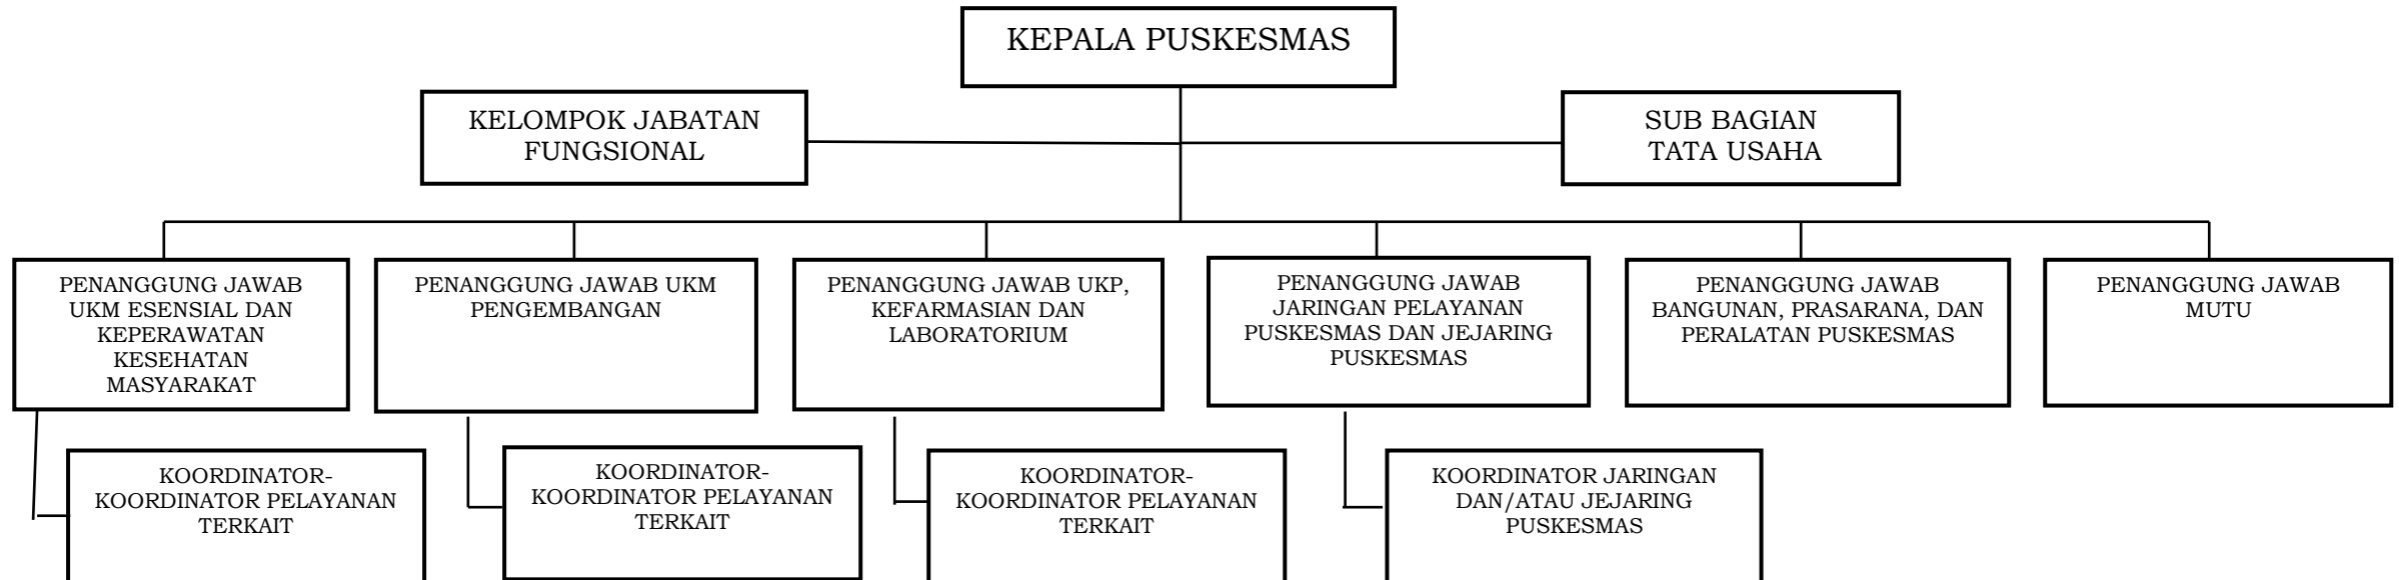 KEPALA PUSKESMAS
KELOMPOK JABATAN
FUNGSIONAL
SUB BAGIAN
TATA USAHA
PENANGGUNG JAWAB
UKM ESENSIAL DAN
KEPERAWATAN
KESEHATAN
MASYARAKAT
PENANGGUNG JAWAB UKM
PENGEMBANGAN
PENANGGUNG JAWAB UKP,
KEFARMASIAN DAN
LABORATORIUM
PENANGGUNG JAWAB
JARINGAN PELAYANAN
PUSKESMAS DAN JEJARING
PUSKESMAS
PENANGGUNG JAWAB
BANGUNAN, PRASARANA, DAN
PERALATAN PUSKESMAS
PENANGGUNG JAWAB
MUTU
KOORDINATOR-
KOORDINATOR PELAYANAN
TERKAIT
KOORDINATOR-
KOORDINATOR PELAYANAN
TERKAIT
KOORDINATOR-
KOORDINATOR PELAYANAN
TERKAIT
KOORDINATOR JARINGAN
DAN/ATAU JEJARING
PUSKESMAS